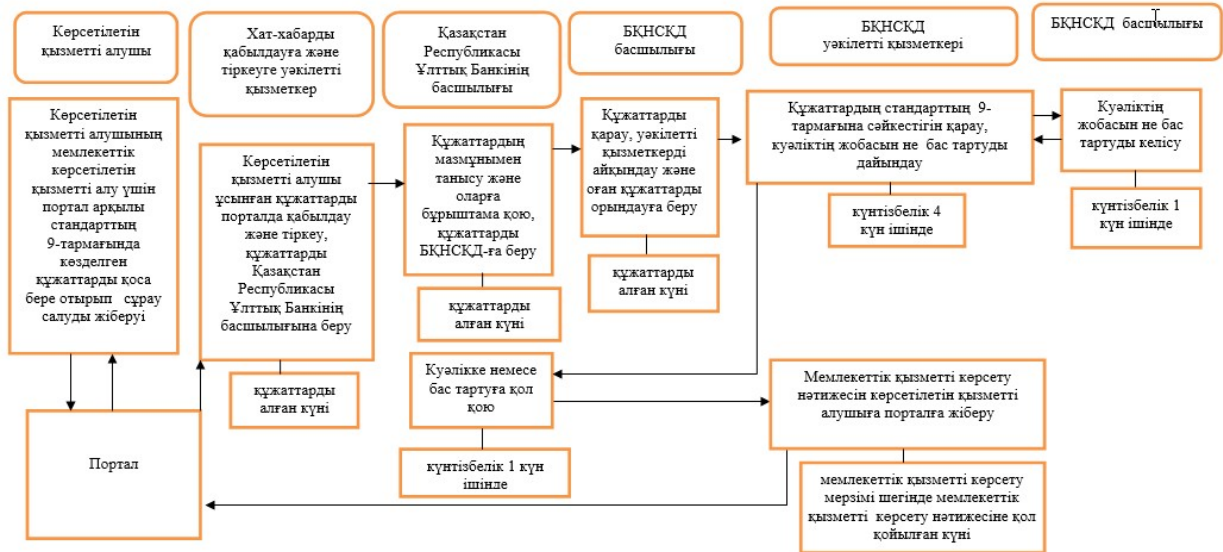 Көрсетілетін
қызметті алушы
Хат-хабарды
қабылдауға және
тіркеуге уәкілетті
қызметкер
Қазақстан
Республикасы
Ұлттық Банкінің
басшылығы
БҚНСҚД
басшылығы
БҚНСҚД
уәкілетті қызметкері
БҚНСҚД басшылығы
Көрсетілетін
қызметті алушының
мемлекеттік
көрсетілетін
қызметті алу үшін
портал арқылы
стандарттың
9-тармағында
көзделген
құжаттарды қоса
бере отырып сұрау
салуды жіберуі
Көрсетілетін
қызметті алушы
ұсынған құжаттарды
порталда қабылдау
және тіркеу,
құжаттарды
Қазақстан
Республикасы
Ұлттық Банкінің
басшылығына беру
құжаттарды
алған күні
Құжаттардың
мазмұнымен
танысу және
оларға
бұрыштама қою,
құжаттарды
БҚНСҚД-ға беру
құжаттарды
алған күні
Құжаттарды
қарау, уәкілетті
қызметкерді
айқындау және
оған құжаттарды
орындауға беру
құжаттарды
алған күні
Құжаттардың стандарттың 9-
тармағына сәйкестігін қарау,
куәліктің жобасын не бас тартуды
дайындау
күнтізбелік 4
күн ішінде
Куәліктің
жобасын не бас
тартуды келісу
күнтізбелік 1
күн ішінде
Куәлікке немесе
бас тартуға қол
қою
күнтізбелік 1 күн
ішінде
Мемлекеттік қызметті көрсету
нәтижесін көрсетілетін қызметті
алушыға порталға жіберу
мемлекеттік қызметті көрсету
мерзімі шегінде мемлекеттік
қызметті көрсету нәтижесіне қол
қойылған күні
Портал